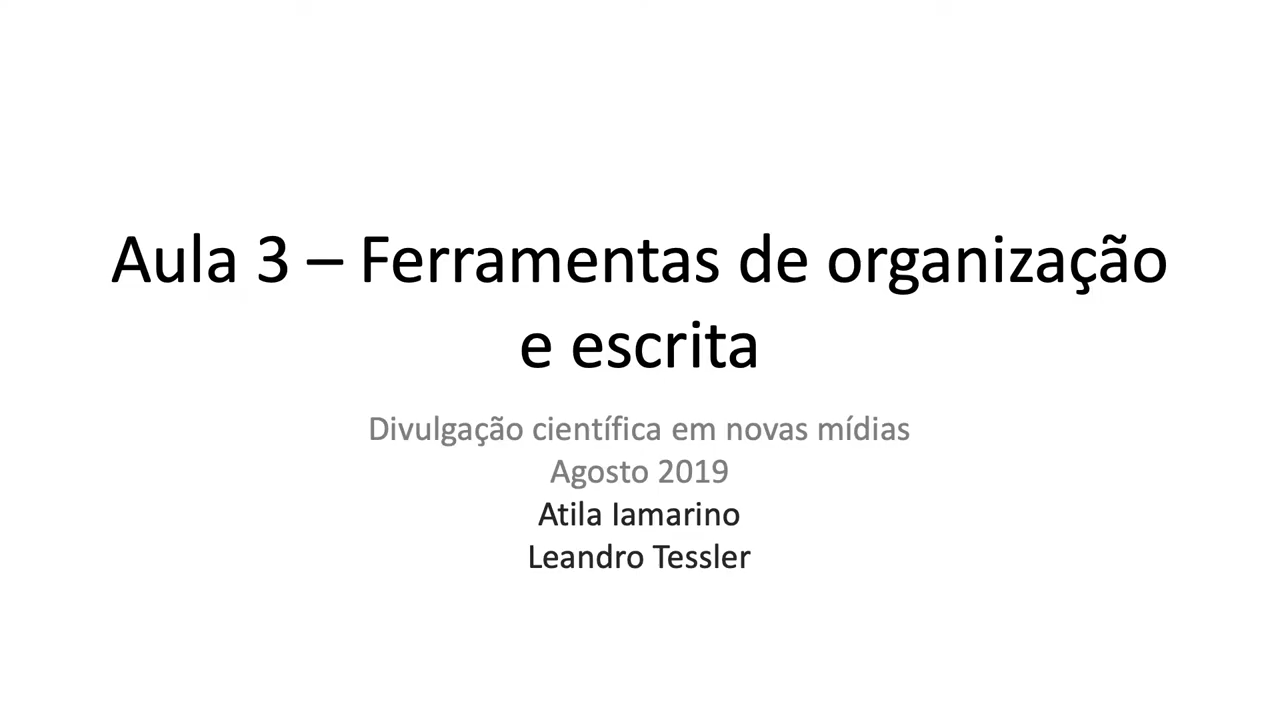 Aula 3 – Ferramentas de organização
e escrita
Divulgação científica em novas mídias
Agosto 2019
Atila Iamarino
Leandro Tessler